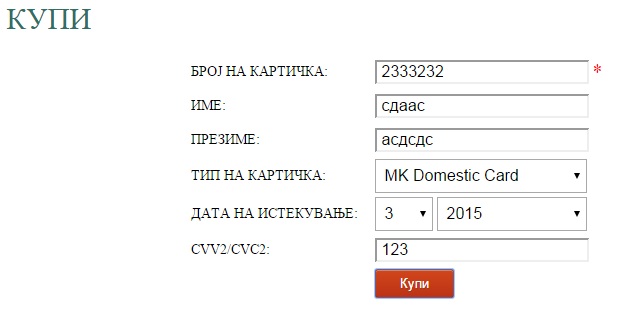 КУПИ
БРОЈ НА КАРТИЧКА: 2333232 *
ИМЕ: сдаас
ПРЕЗИМЕ: асдсдс
ТИП НА КАРТИЧКА: MK Domestic Card
ДАТА НА ИСТЕКУВАЊЕ: 3 2015
CVV2/CVC2: 123
Купи